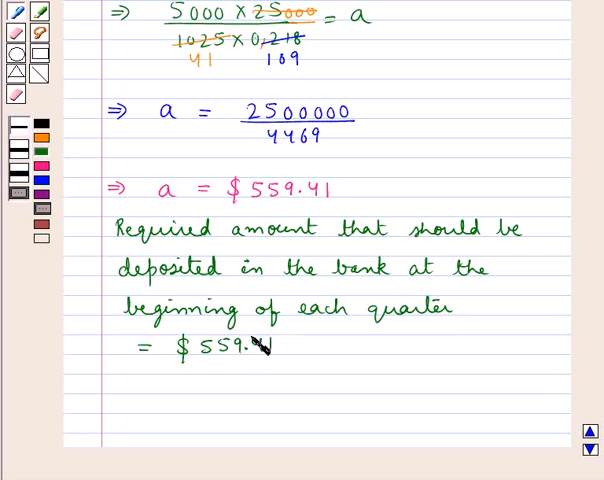 ⇒ 5000 × 25000 / 1025 × 0.218 = a
41 109
⇒ a = 2500000 / 4469
⇒ a = $ 559.41
Required amount that should be
deposited in the bank at the
beginning of each quarter
= $ 559.41